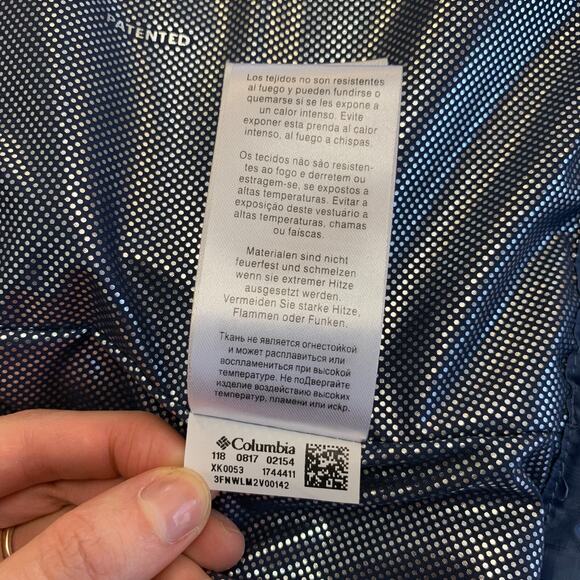 PATENTED
Los tejidos no son resistentes
al fuego y pueden fundirse o
quemarse si se les expone a
un calor intenso. Evite
exponer esta prenda al calor
intenso, al fuego a chispas.
Os tecidos não são resisten-
tes ao fogo e derretem ou
estragem-se, se expostos a
altas temperaturas. Evitar a
exposição deste vestuário a
altas temperaturas, chamas
ou faíscas.
Materialen sind nicht
feuerfest und schmelzen
wenn sie extremer Hitze
ausgesetzt werden.
Vermeiden Sie starke Hitze,
Flammen oder Funken.
Ткань не является огнестойкой
и может расплавиться или
воспламениться при высокой
температуре. Не подВергайте
изделие воздействию высоких
температур, пламени или искр.
Columbia
118 0817 02154
XK0053 1744411
3FNWLM2V00142